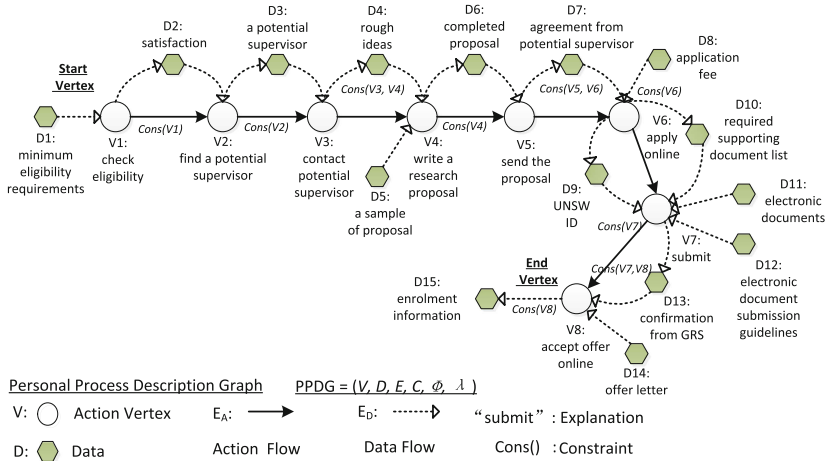 D2:
satisfaction
D3:
a potential
supervisor
D4:
rough
ideas
D6:
completed
proposal
D7:
agreement from
potential supervisor
D8:
application
fee
Start
Vertex
D1:
minimum
eligibility
requirements
V1:
check
eligibility
Cons(V1)
V2:
find a potential
supervisor
Cons(V2)
V3:
contact
potential
supervisor
Cons(V3, V4)
V4:
write a
research
proposal
Cons(V4)
D5:
a sample
of proposal
V5:
send the
proposal
Cons(V5, V6)
Cons(V6)
V6:
apply
online
D10:
required
supporting
document list
D9:
UNSW
ID
D11:
electronic
documents
Cons(V7)
V7:
submit
D12:
electronic
document
submission
guidelines
Cons(V7,V8)
D13:
confirmation
from GRS
End
Vertex
D15:
enrolment
information
Cons(V8)
V8:
accept offer
online
D14:
offer letter
Personal Process Description Graph PPDG = (V, D, E, C, Φ, λ )
V: Action Vertex E_A: E_D: “submit” : Explanation
D: Data Action Flow Data Flow Cons() : Constraint